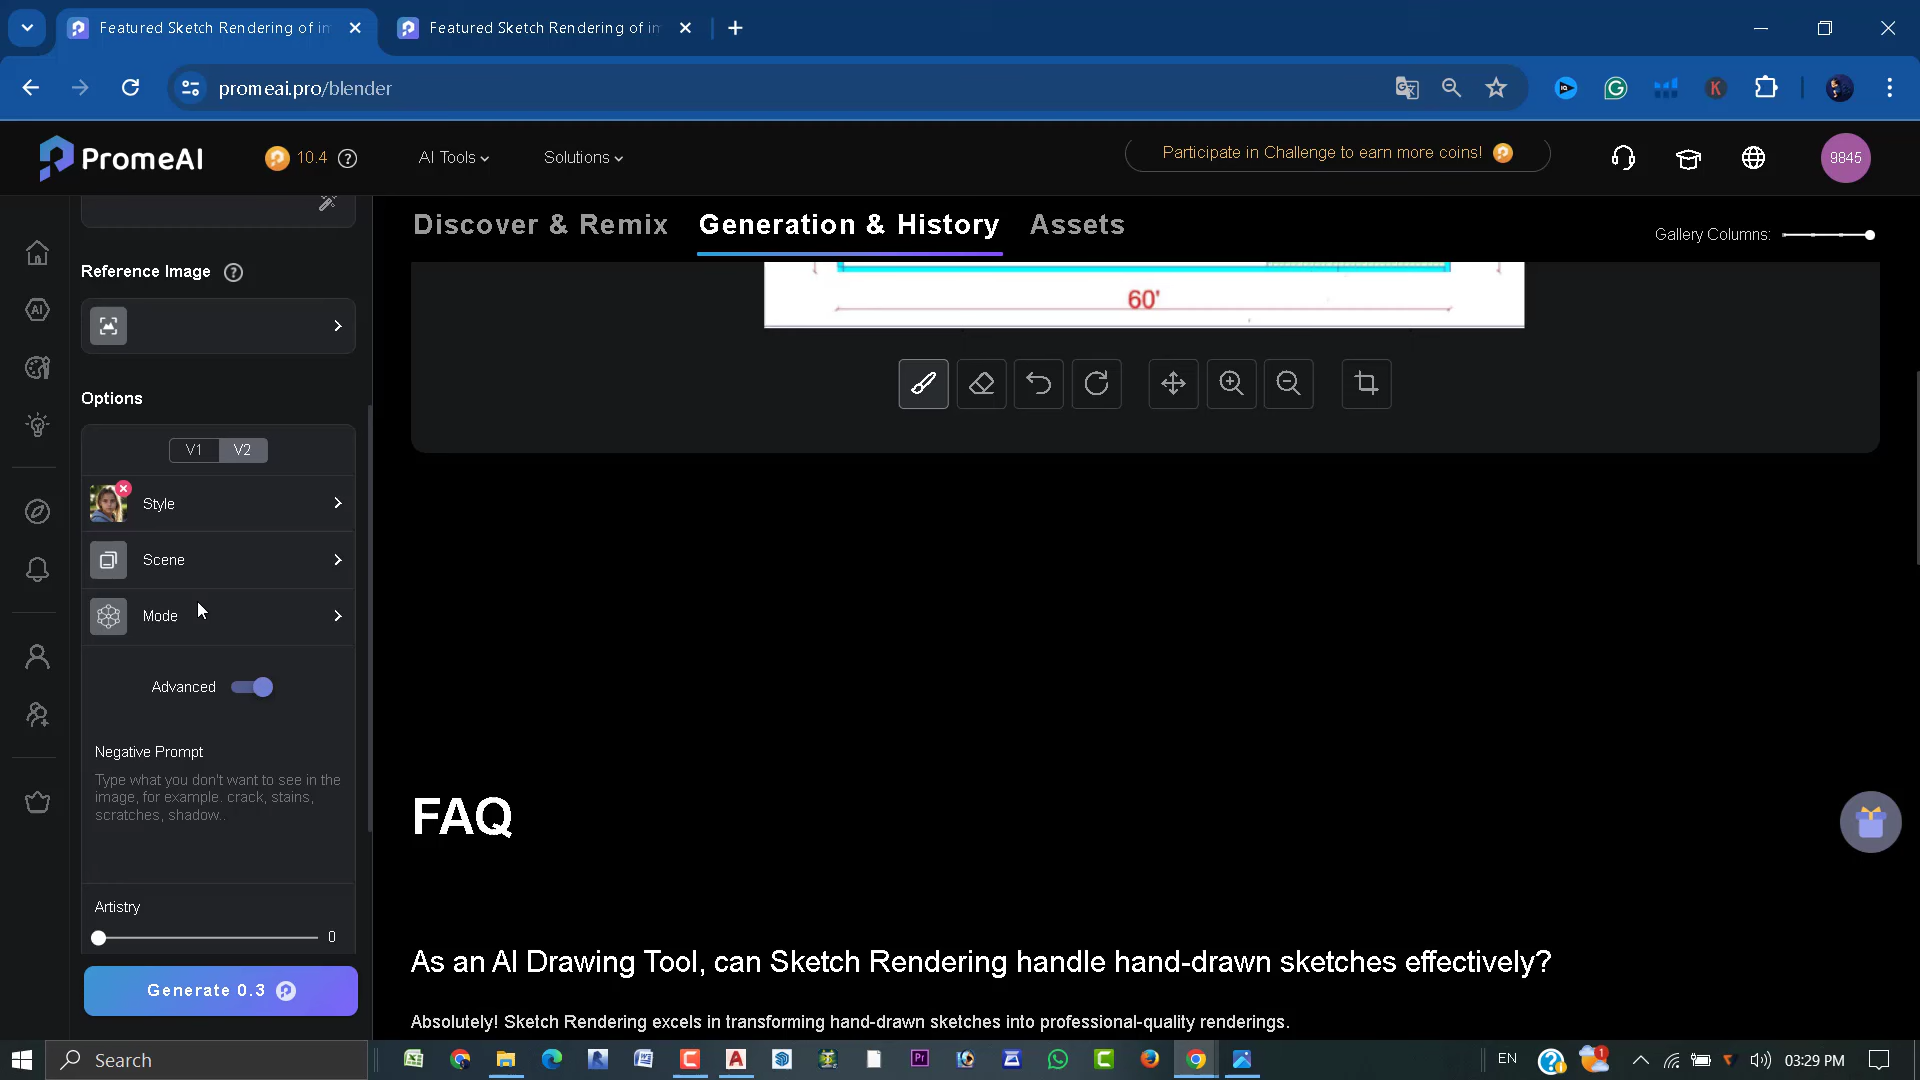 Featured Sketch Rendering of im
Featured Sketch Rendering of im
promeai.pro/blender
PromeAI
10.4
AI Tools
Solutions
Participate in Challenge to earn more coins!
9845
Discover & Remix
Generation & History
Assets
Gallery Columns:
Reference Image
60'
Options
V1
V2
Style
Scene
Mode
Advanced
Negative Prompt
Type what you don't want to see in the
image, for example. crack, stains,
scratches, shadow..
Artistry
0
Generate 0.3
FAQ
As an AI Drawing Tool, can Sketch Rendering handle hand-drawn sketches effectively?
Absolutely! Sketch Rendering excels in transforming hand-drawn sketches into professional-quality renderings.
Search
EN
1
03:29 PM